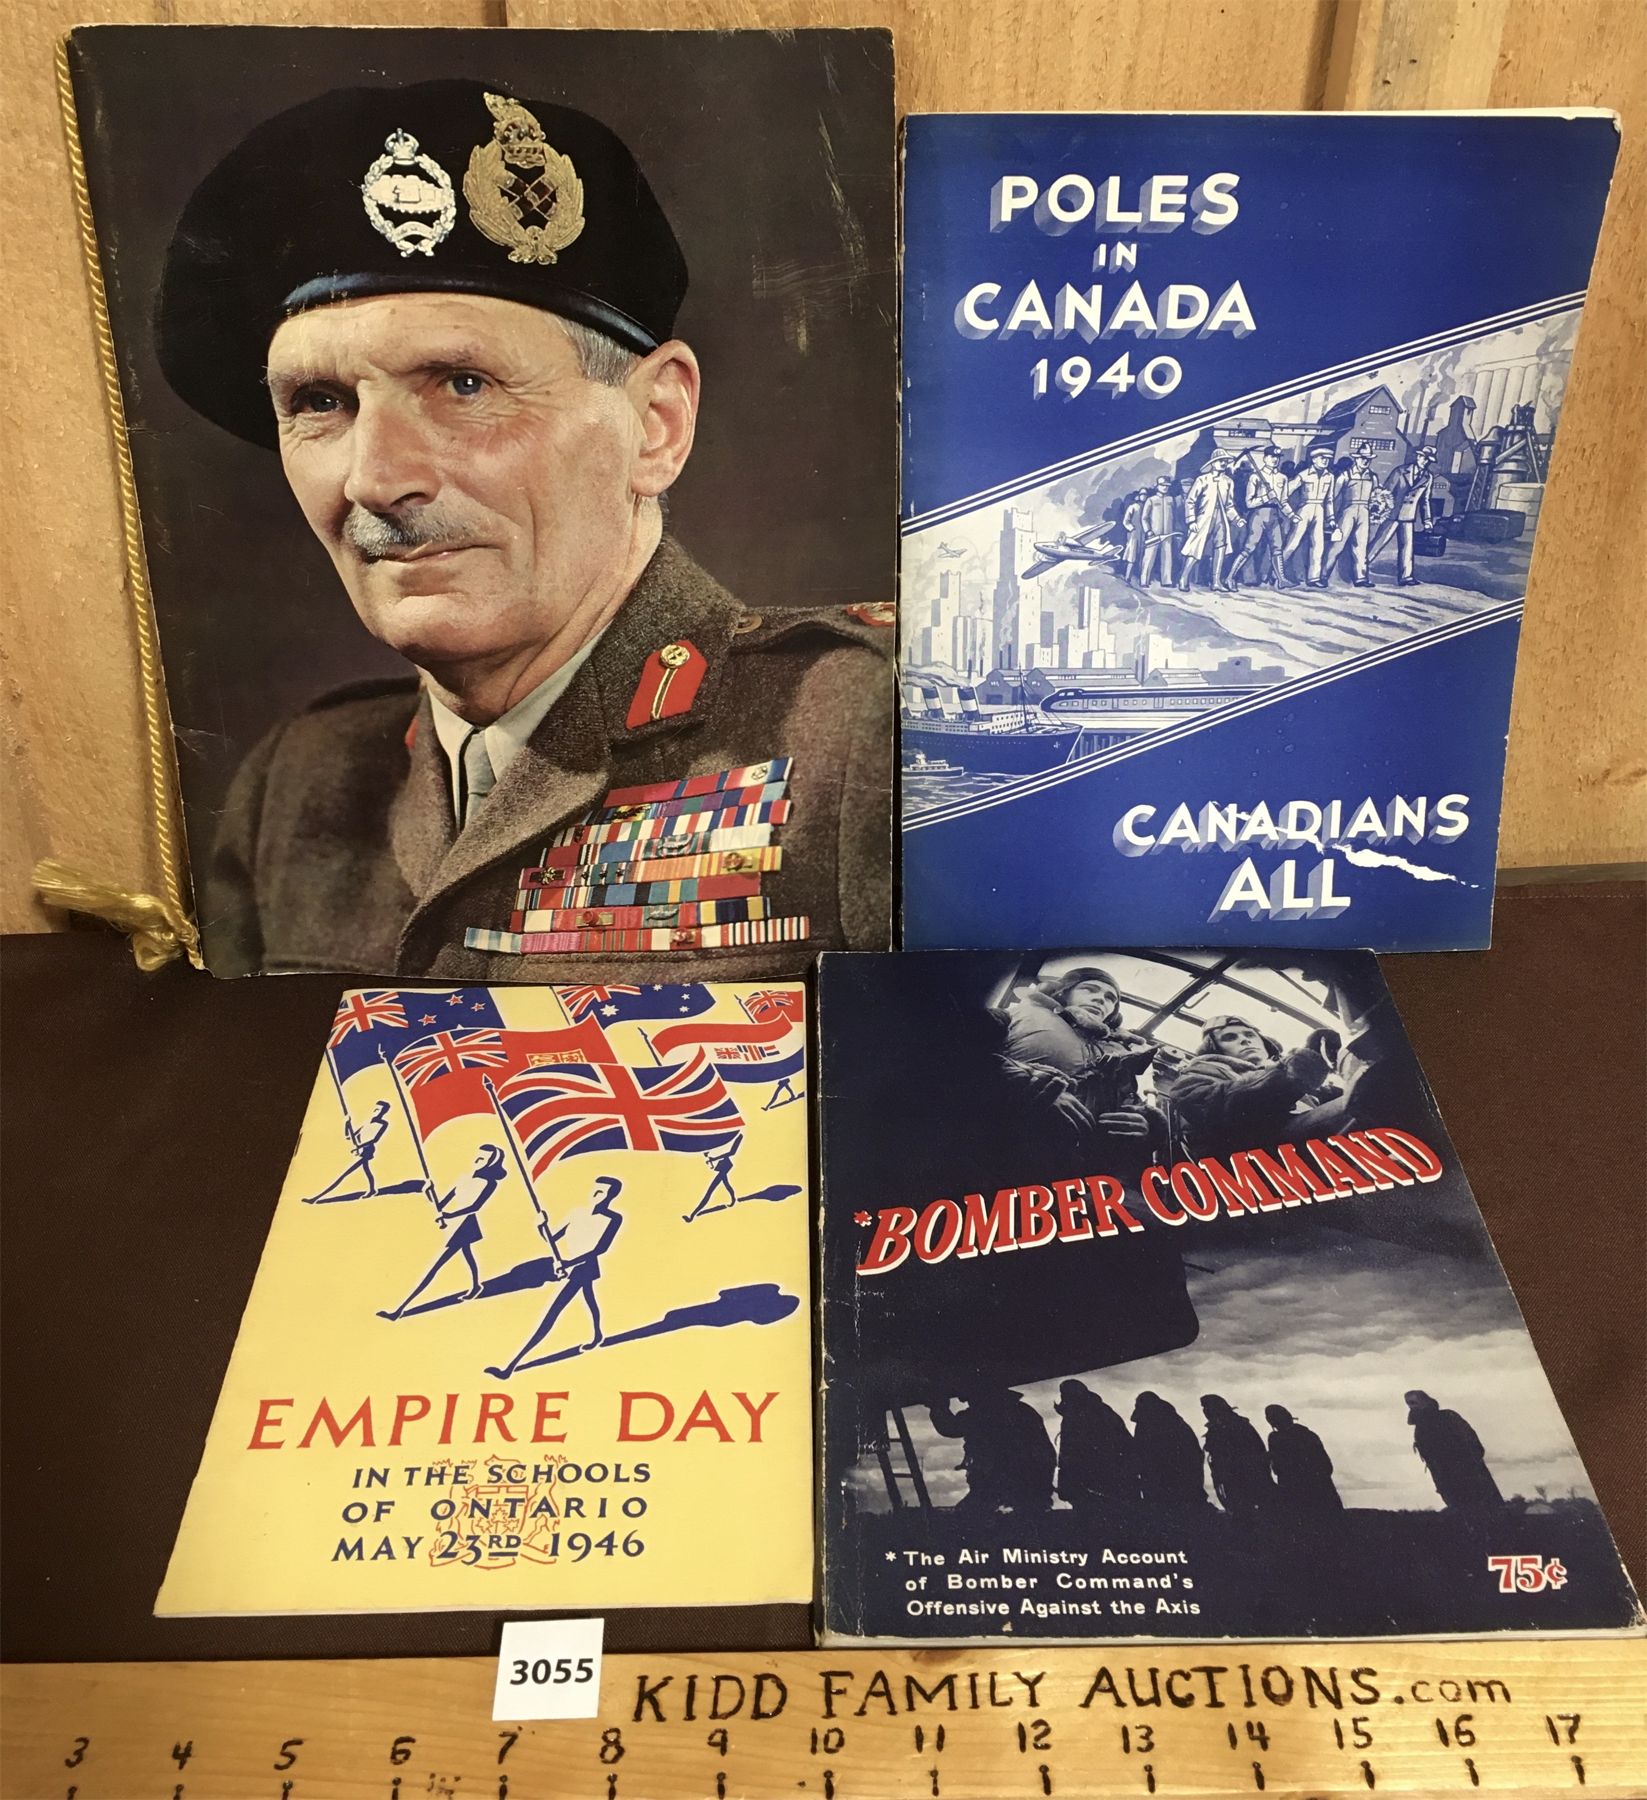 POLES
IN
CANADA
1940
CANADIANS
ALL
EMPIRE DAY
IN THE SCHOOLS
OF ONTARIO
MAY 23RD 1946
*BOMBER COMMAND
* The Air Ministry Account
of Bomber Command's
Offensive Against the Axis
75¢
3055
KIDD FAMILY AUCTIONS.com
3 4 5 6 7 8 9 10 11 12 13 14 15 16 17